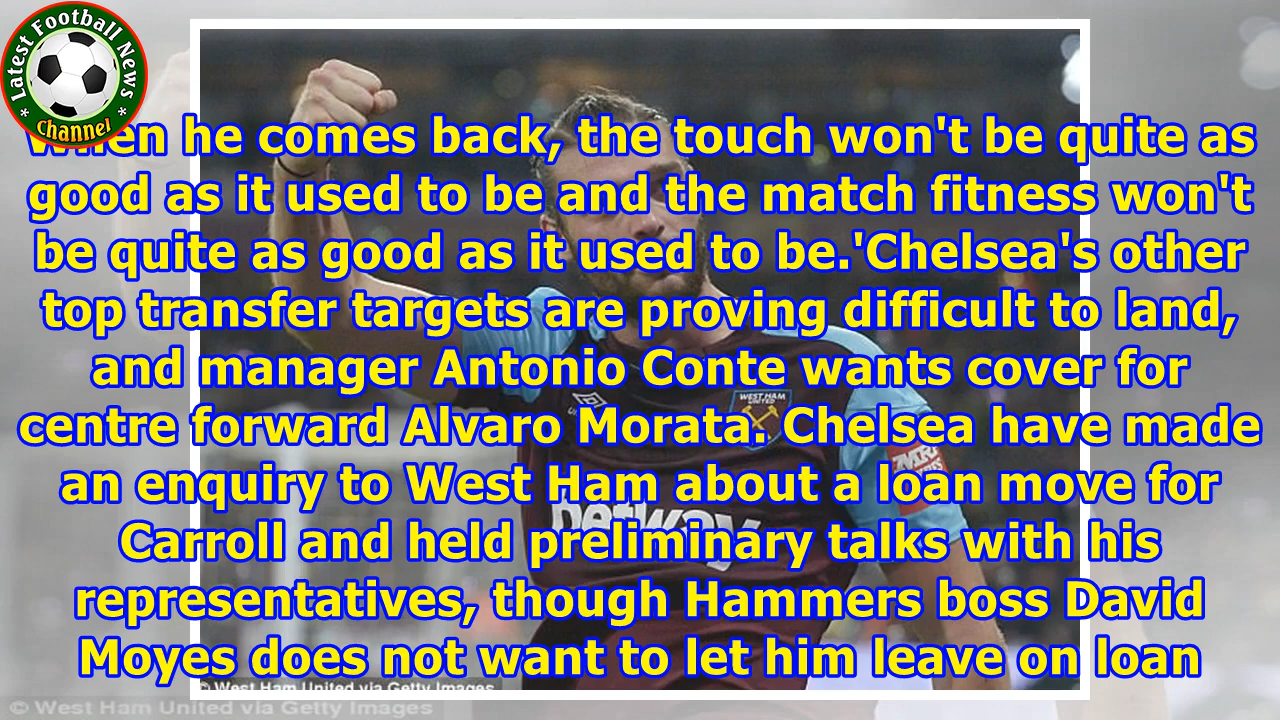 Latest Football News
* Channel *
When he comes back, the touch won't be quite as
good as it used to be and the match fitness won't
be quite as good as it used to be.'Chelsea's other
top transfer targets are proving difficult to land,
and manager Antonio Conte wants cover for
centre forward Alvaro Morata. Chelsea have made
an enquiry to West Ham about a loan move for
Carroll and held preliminary talks with his
representatives, though Hammers boss David
Moyes does not want to let him leave on loan
WEST HAM
UNITED
betway
© West Ham United via Getty Images
© West Ham United via Getty Images